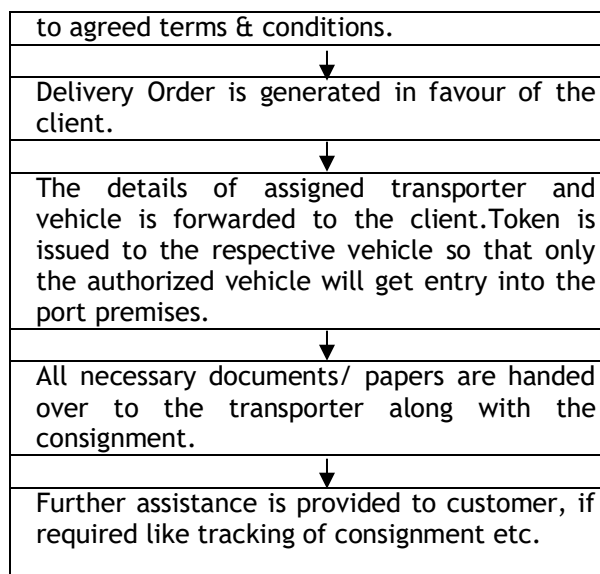 to agreed terms & conditions.
Delivery Order is generated in favour of the
client.
The details of assigned transporter and
vehicle is forwarded to the client.Token is
issued to the respective vehicle so that only
the authorized vehicle will get entry into the
port premises.
All necessary documents/ papers are handed
over to the transporter along with the
consignment.
Further assistance is provided to customer, if
required like tracking of consignment etc.